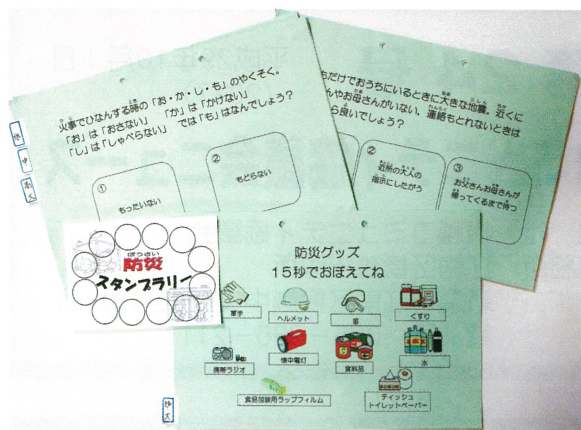 火事でひなんする時の「お・か・し・も」のやくそく。
「お」は「おさない」 「か」は「かけない」
「し」は「しゃべらない」 では「も」はなんでしょう？
①
もったいない
②
もどらない
ちだけでおうちにいるときに大きな地震。近くに
んやお母さんがいない、連絡もとれないときは
ら良いでしょう？
②
近所の大人の
指示にしたがう
③
お父さんお母さんが
帰ってくるまで待つ
ぼうさい
防災
スタンプラリー
防災グッズ
15秒でおぼえてね
軍手
ヘルメット
笛
くすり
携帯ラジオ
懐中電灯
食料品
水
食品包装用ラップフィルム
ティッシュ
トイレットペーパー